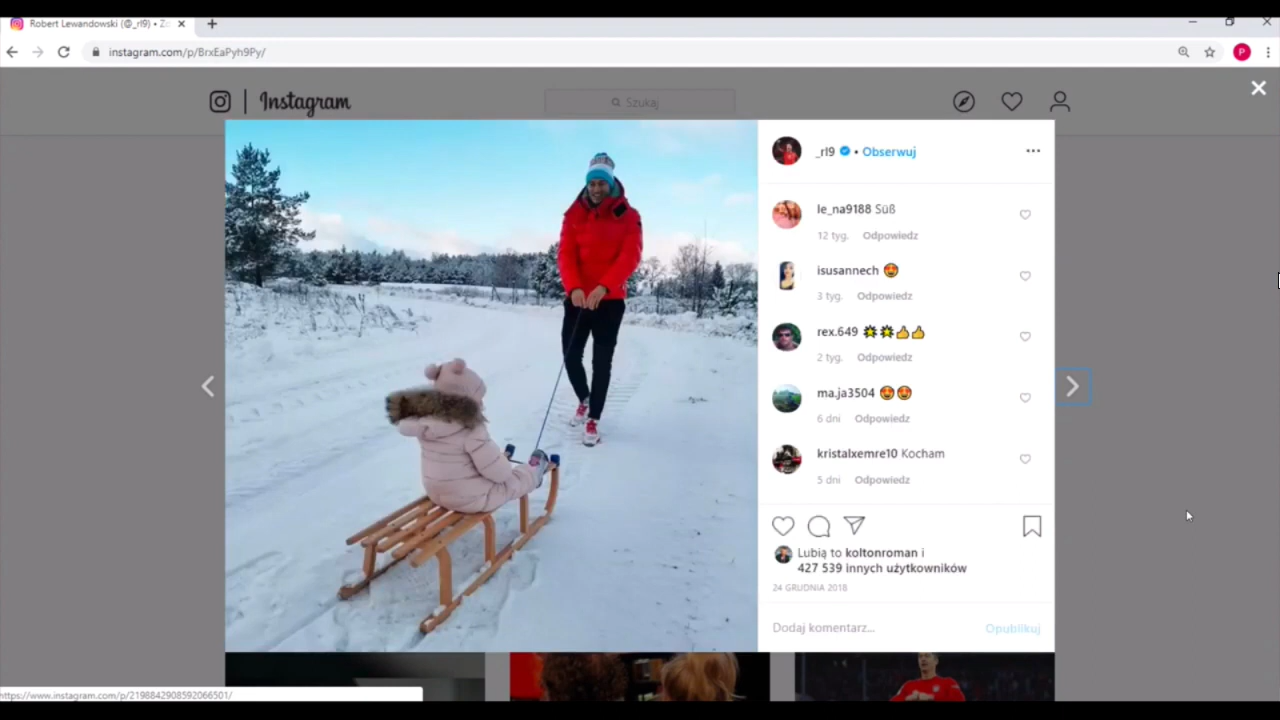 Robert Lewandowski (@_rl9) • Z
instagram.com/p/BrxEaPyh9Py/
P
Instagram
Szukaj
_rl9 • Obserwuj
le_na9188 Süß
12 tyg. Odpowiedz
isusannech 😍
3 tyg. Odpowiedz
rex.649 💥💥👍👍
2 tyg. Odpowiedz
ma.ja3504 😍😍
6 dni Odpowiedz
kristalxemre10 Kocham
5 dni Odpowiedz
Lubią to koltonroman i
427 539 innych użytkowników
24 GRUDNIA 2018
Dodaj komentarz... Opublikuj
https://www.instagram.com/p/2198842908592066501/